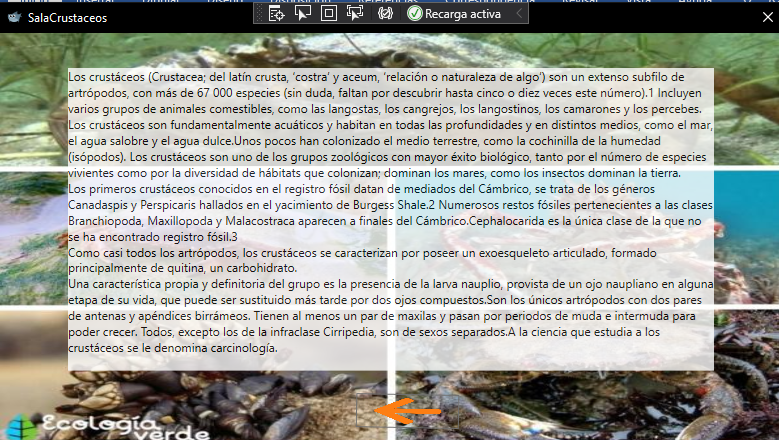 SalaCrustaceos
Recarga activa
Los crustáceos (Crustacea; del latín crusta, ‘costra’ y aceum, ‘relación o naturaleza de algo’) son un extenso subfilo de
artrópodos, con más de 67 000 especies (sin duda, faltan por descubrir hasta cinco o diez veces este número).1 Incluyen
varios grupos de animales comestibles, como las langostas, los cangrejos, los langostinos, los camarones y los percebes.
Los crustáceos son fundamentalmente acuáticos y habitan en todas las profundidades y en distintos medios, como el mar,
el agua salobre y el agua dulce.Unos pocos han colonizado el medio terrestre, como la cochinilla de la humedad
(isópodos). Los crustáceos son uno de los grupos zoológicos con mayor éxito biológico, tanto por el número de especies
vivientes como por la diversidad de hábitats que colonizan; dominan los mares, como los insectos dominan la tierra.
Los primeros crustáceos conocidos en el registro fósil datan de mediados del Cámbrico, se trata de los géneros
Canadaspis y Perspicaris hallados en el yacimiento de Burgess Shale.2 Numerosos restos fósiles pertenecientes a las clases
Branchiopoda, Maxillopoda y Malacostraca aparecen a finales del Cámbrico.Cephalocarida es la única clase de la que no
se ha encontrado registro fósil.3
Como casi todos los artrópodos, los crustáceos se caracterizan por poseer un exoesqueleto articulado, formado
principalmente de quitina, un carbohidrato.
Una característica propia y definitoria del grupo es la presencia de la larva nauplio, provista de un ojo naupliano en alguna
etapa de su vida, que puede ser sustituido más tarde por dos ojos compuestos.Son los únicos artrópodos con dos pares
de antenas y apéndices birrámeos. Tienen al menos un par de maxilas y pasan por periodos de muda e intermuda para
poder crecer. Todos, excepto los de la infraclase Cirripedia, son de sexos separados.A la ciencia que estudia a los
crustáceos se le denomina carcinología.
Ecología
verde